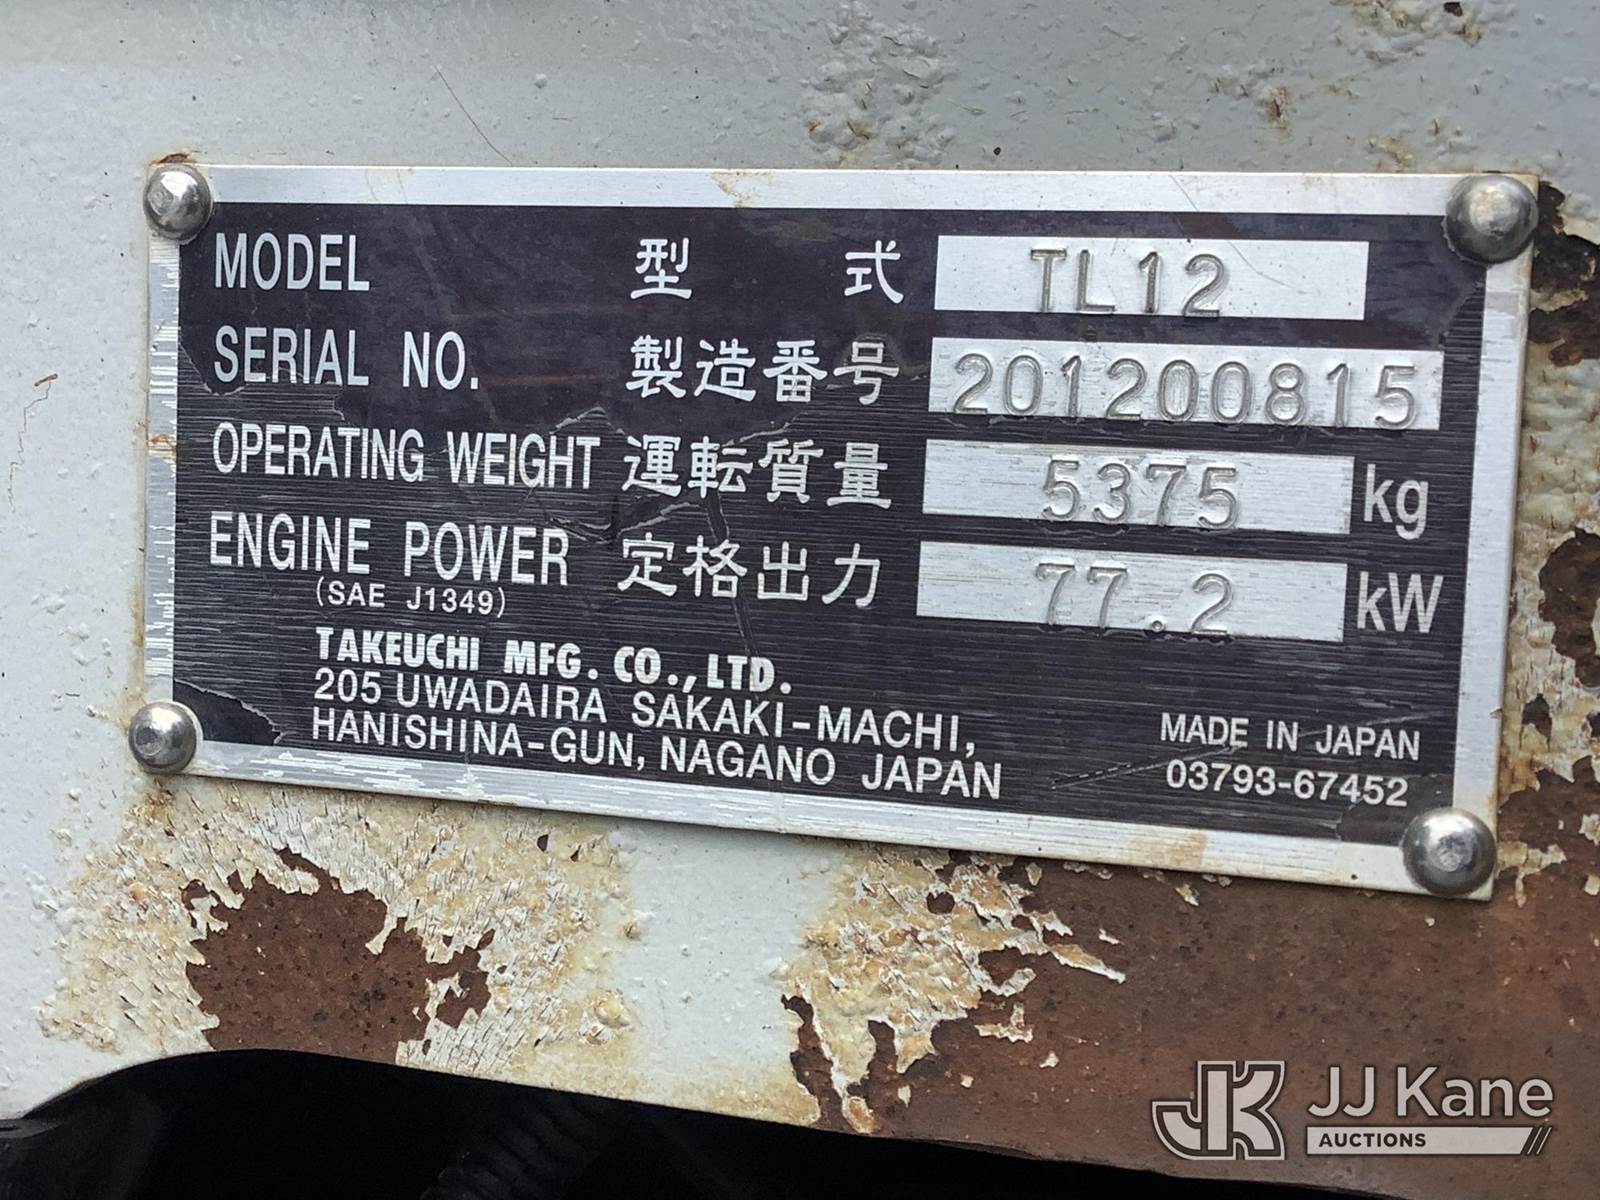 MODEL 型 式 TL12
SERIAL NO. 製造番号 201200815
OPERATING WEIGHT 運転質量 5375 kg
ENGINE POWER 定格出力 77.2 kW
(SAE J1349)
TAKEUCHI MFG. CO., LTD.
205 UWADAIRA SAKAKI-MACHI,
HANISHINA-GUN, NAGANO JAPAN
MADE IN JAPAN
03793-67452
JK JJ Kane
AUCTIONS